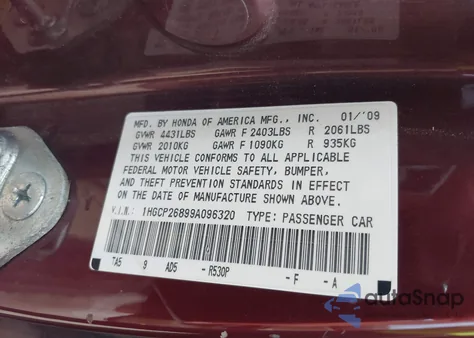 MFD. BY HONDA OF AMERICA MFG., INC. 01/'09
GVWR 4431LBS GAWR F 2403LBS R 2061LBS
GVWR 2010KG GAWR F 1090KG R 935KG
THIS VEHICLE CONFORMS TO ALL APPLICABLE
FEDERAL MOTOR VEHICLE SAFETY, BUMPER,
AND THEFT PREVENTION STANDARDS IN EFFECT
ON THE DATE OF MANUFACTURE SHOWN ABOVE.
V.I.N.: 1HGCP26899A096320 TYPE: PASSENGER CAR
TA5 9 AD5 - R530P -F -A
autoSnap